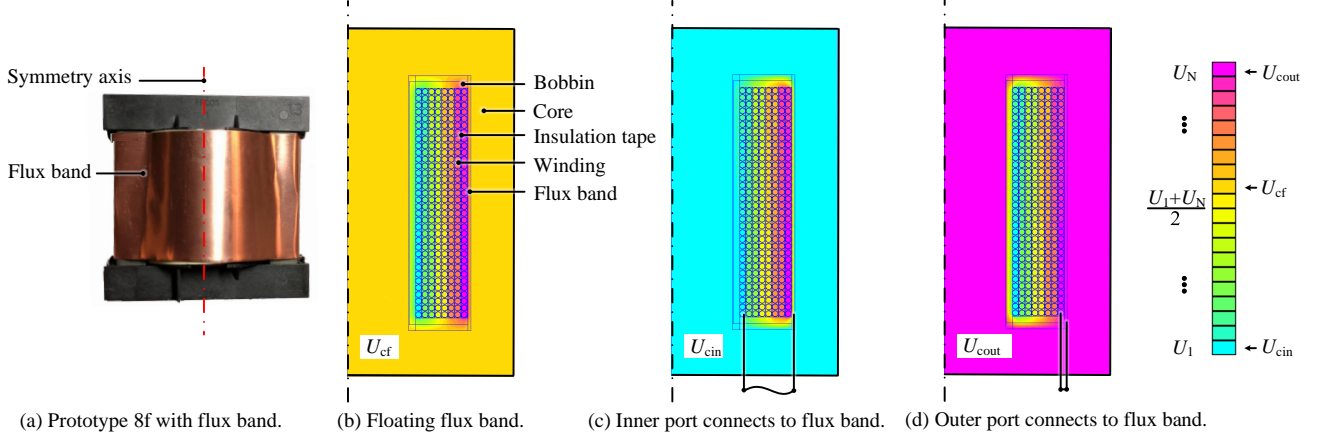 Symmetry axis
Flux band
Bobbin
Core
Insulation tape
Winding
Flux band
U_cf
U_cin
U_cout
U_N
U_cout
U_cf
U_1+U_N
2
U_1
U_cin
(a) Prototype 8f with flux band.
(b) Floating flux band.
(c) Inner port connects to flux band.
(d) Outer port connects to flux band.